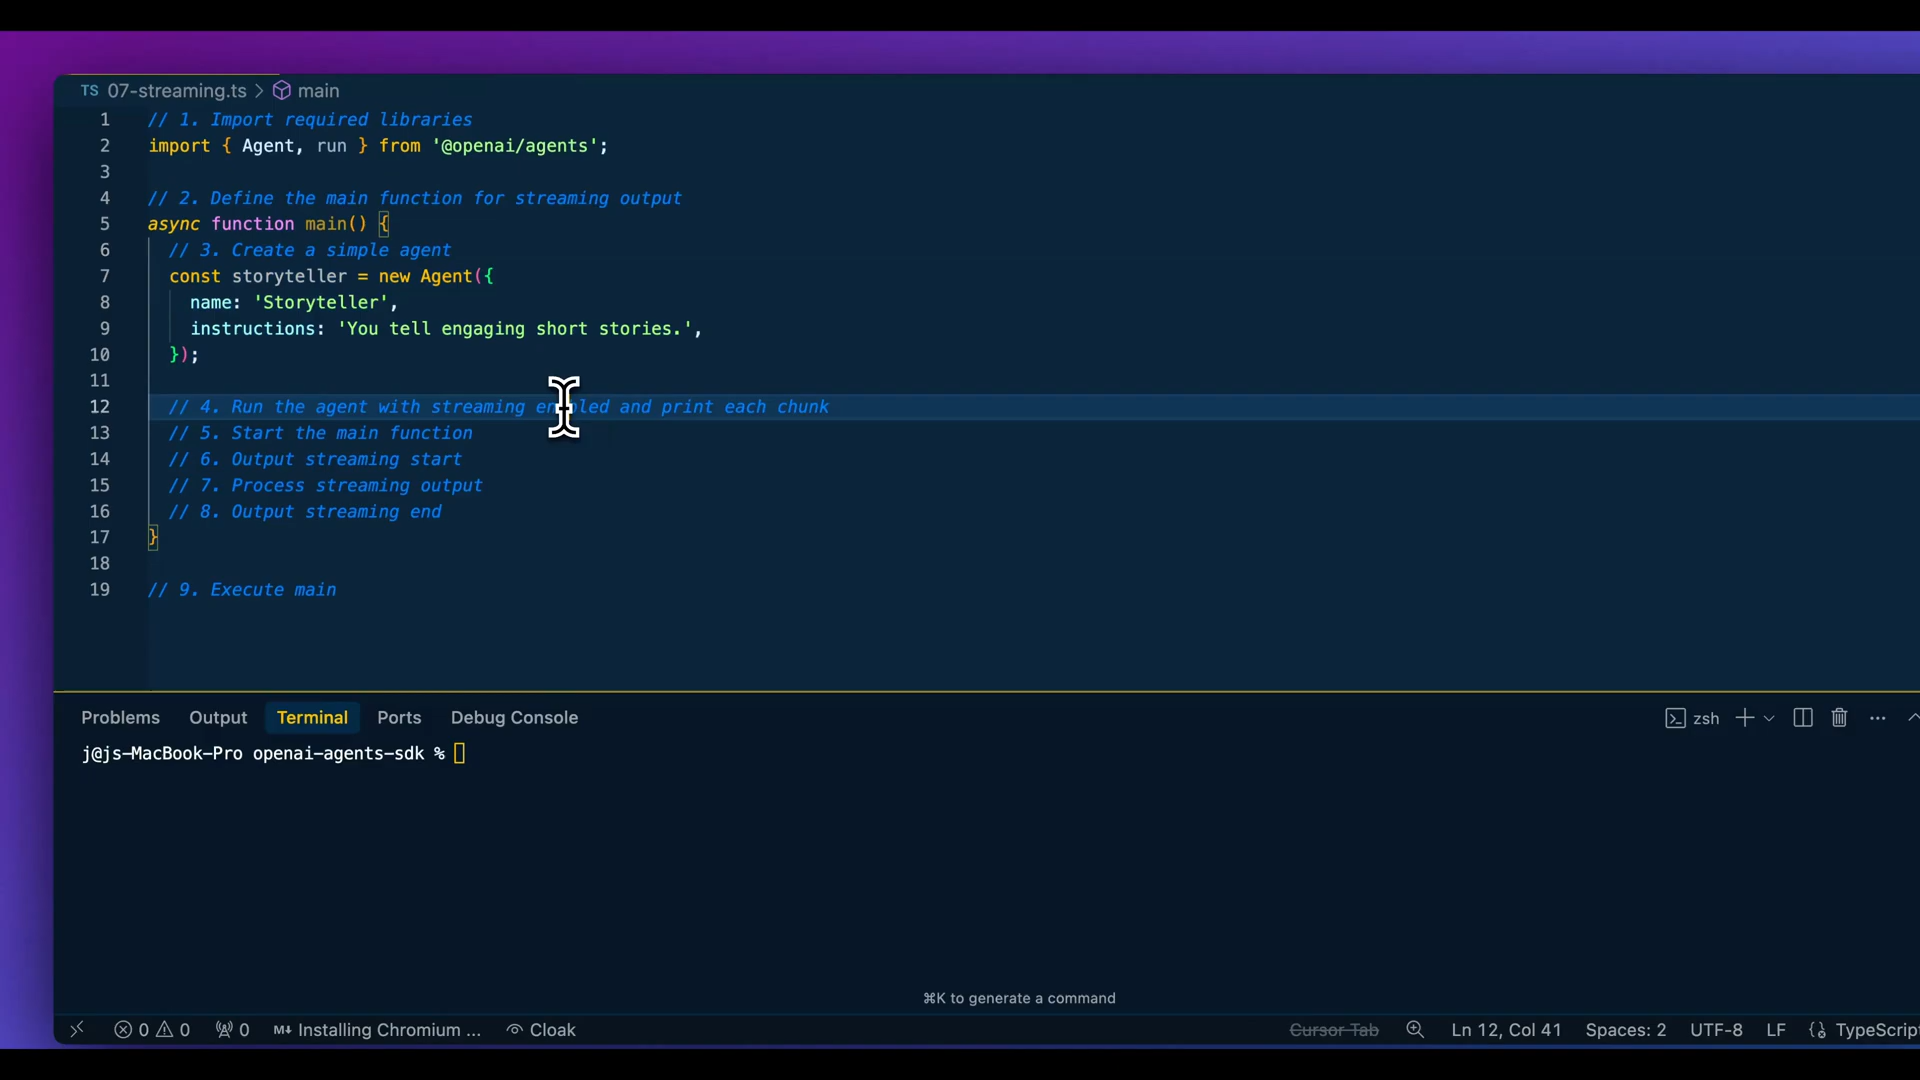 TS 07-streaming.ts > main
1 // 1. Import required libraries
2 import { Agent, run } from '@openai/agents';
3
4 // 2. Define the main function for streaming output
5 async function main() {
6 // 3. Create a simple agent
7 const storyteller = new Agent({
8 name: 'Storyteller',
9 instructions: 'You tell engaging short stories.',
10 });
11
12 // 4. Run the agent with streaming enabled and print each chunk
13 // 5. Start the main function
14 // 6. Output streaming start
15 // 7. Process streaming output
16 // 8. Output streaming end
17 }
18
19 // 9. Execute main
Problems Output Terminal Ports Debug Console zsh
j@js-MacBook-Pro openai-agents-sdk %
⌘K to generate a command
0 0 0 M↓ Installing Chromium ... Cloak Cursor Tab Ln 12, Col 41 Spaces: 2 UTF-8 LF TypeScript